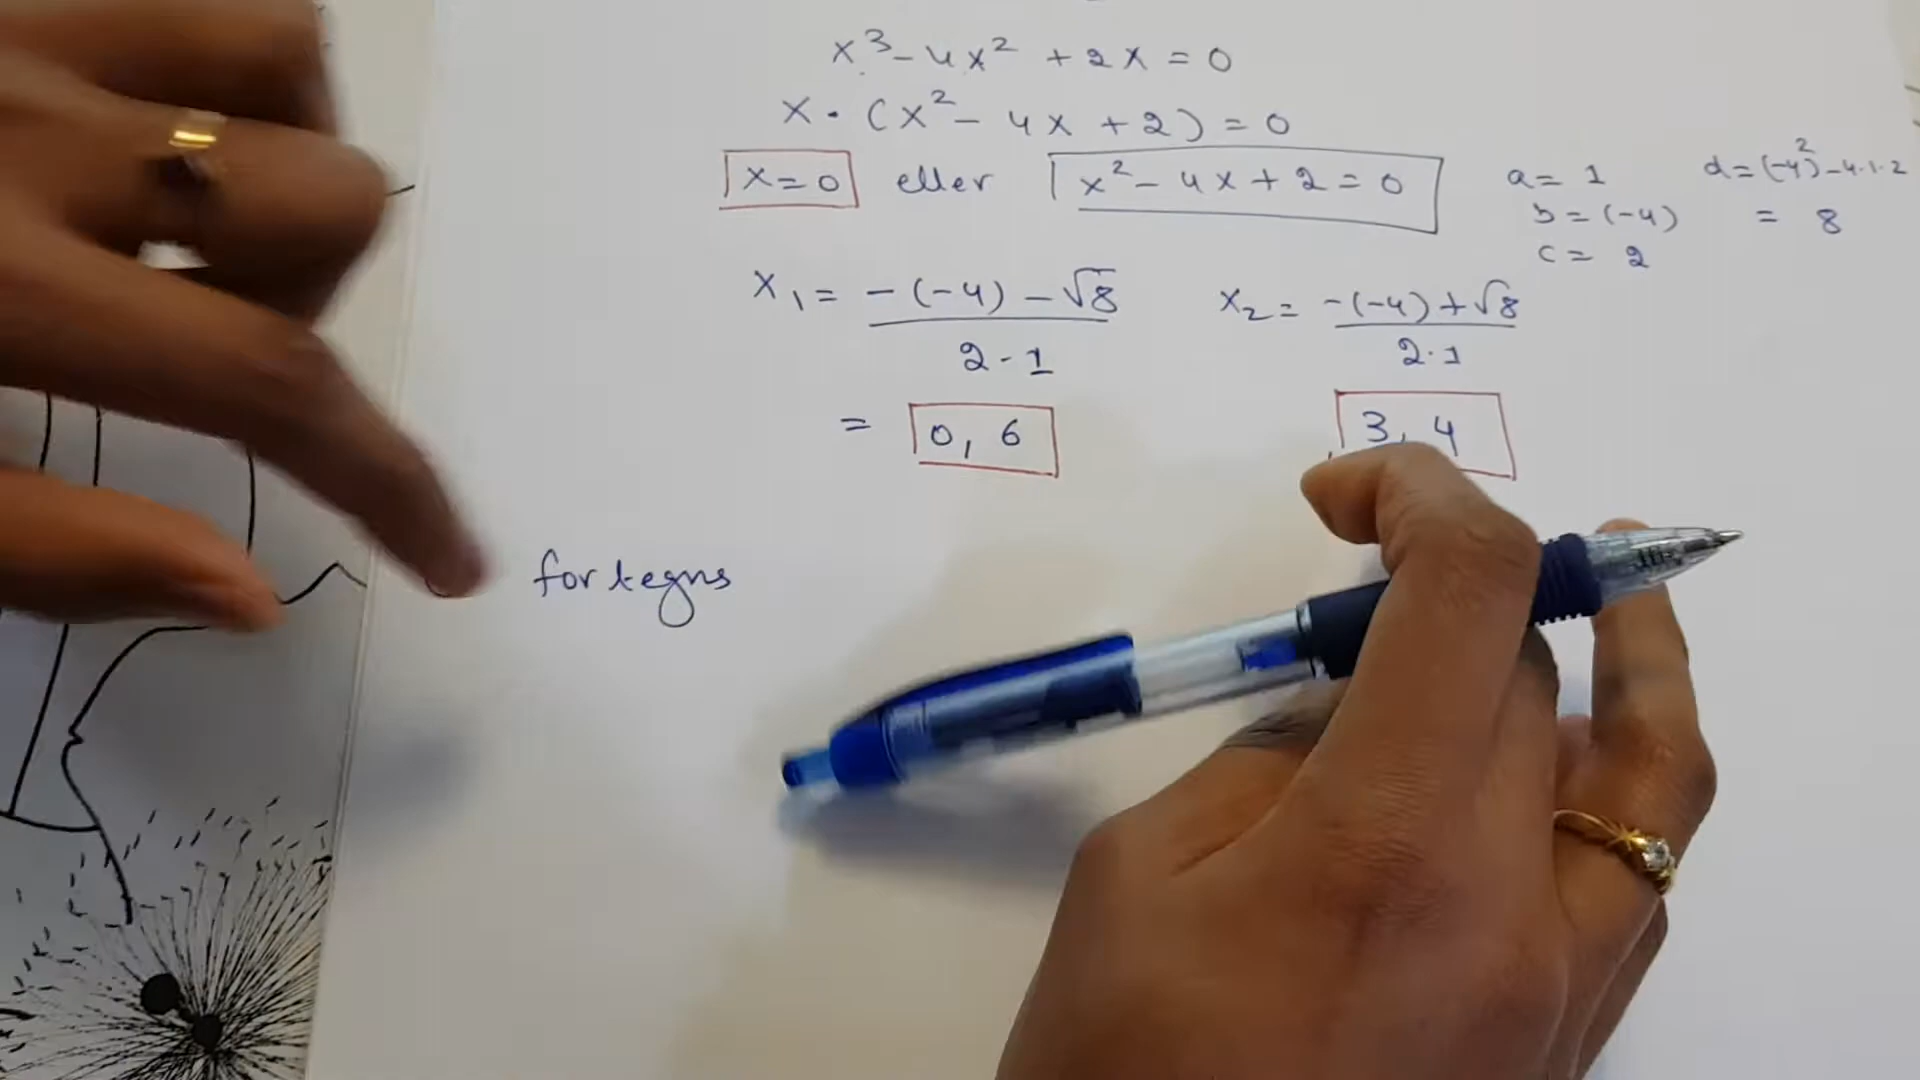 x³ - 4x² + 2x = 0
x · (x² - 4x + 2) = 0
x = 0 eller x² - 4x + 2 = 0
a = 1
b = (-4)
c = 2
d = (-4)² - 4·1·2
= 8
x₁ = (-(-4) - √8) / (2 · 1)
= 0,6
x₂ = (-(-4) + √8) / (2 · 1)
3,4
fortegns